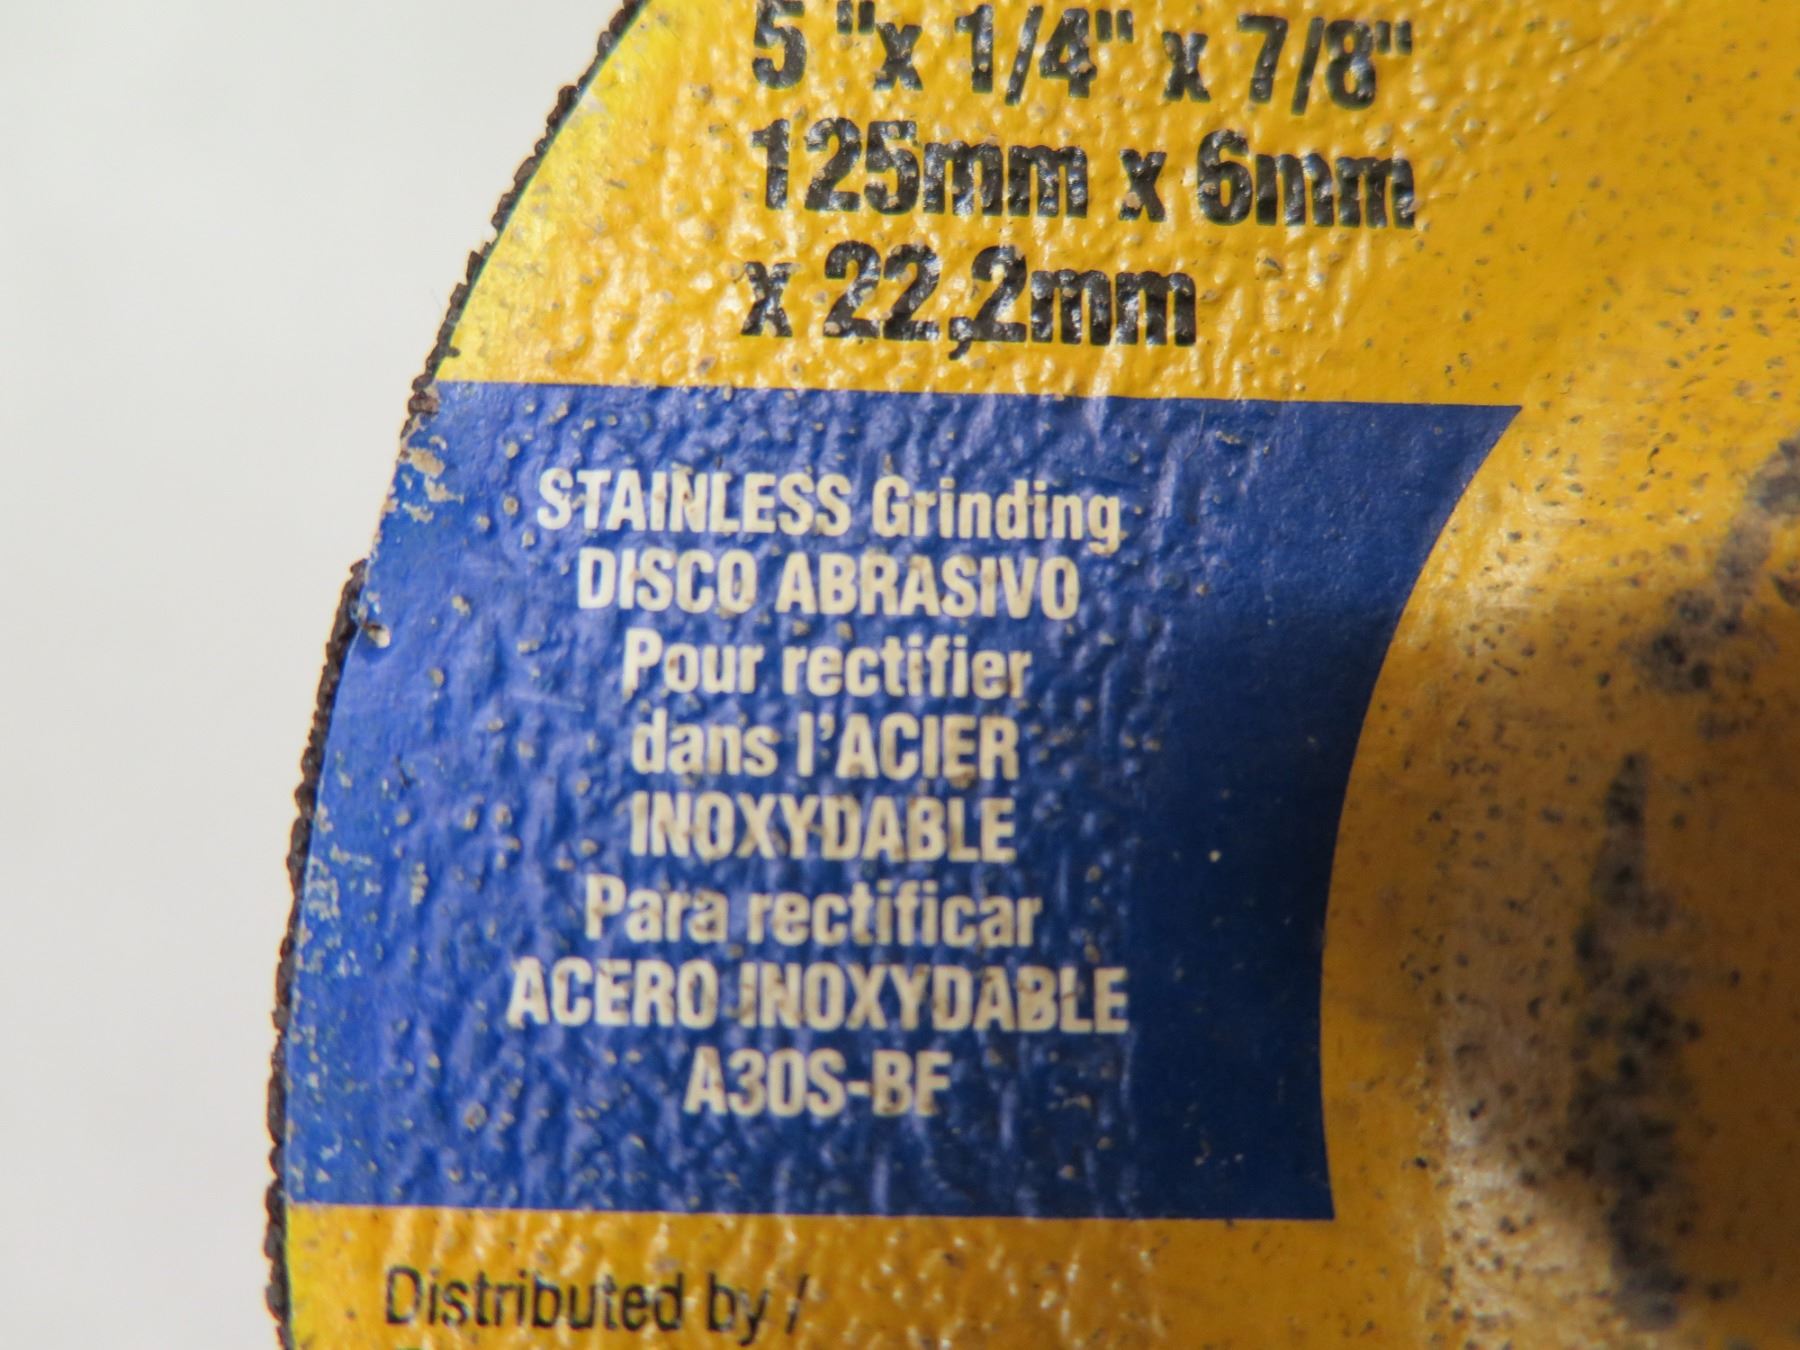 5 "x 1/4" x 7/8"
125mm x 6mm
x 22,2mm
STAINLESS Grinding
DISCO ABRASIVO
Pour rectifier
dans l'ACIER
INOXYDABLE
Para rectificar
ACERO INOXYDABLE
A30S-BF
Distributed by /